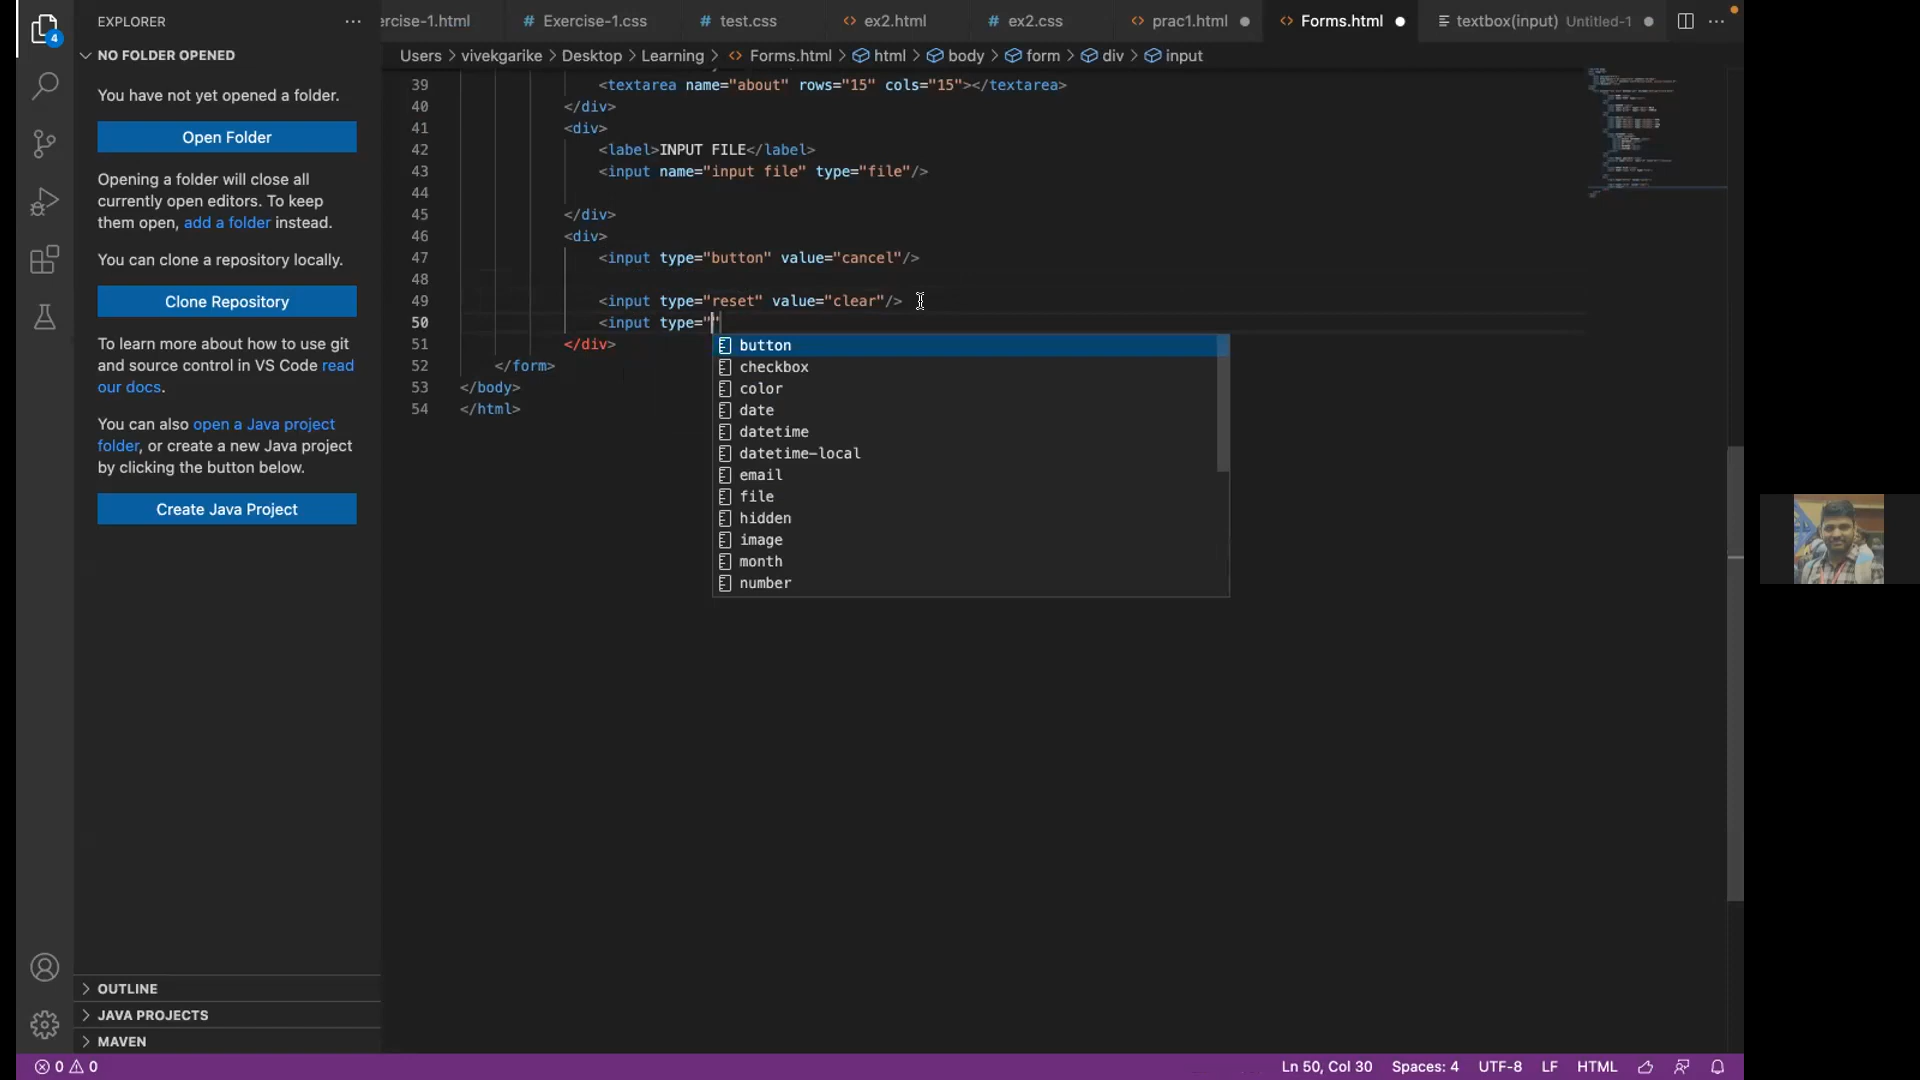 EXPLORER
...
ercise-1.html
# Exercise-1.css
# test.css
<> ex2.html
# ex2.css
<> prac1.html
<> Forms.html
textbox(input) Untitled-1
4
NO FOLDER OPENED
Users > vivekgarike > Desktop > Learning > <> Forms.html > html > body > form > div > input
You have not yet opened a folder.
Open Folder
Opening a folder will close all
currently open editors. To keep
them open, add a folder instead.
You can clone a repository locally.
Clone Repository
To learn more about how to use git
and source control in VS Code read
our docs.
You can also open a Java project
folder, or create a new Java project
by clicking the button below.
Create Java Project
39 <textarea name="about" rows="15" cols="15"></textarea>
40 </div>
41 <div>
42 <label>INPUT FILE</label>
43 <input name="input file" type="file"/>
44
45 </div>
46 <div>
47 <input type="button" value="cancel"/>
48
49 <input type="reset" value="clear"/>
50 <input type=""
51 </div>
52 </form>
53 </body>
54 </html>
button
checkbox
color
date
datetime
datetime-local
email
file
hidden
image
month
number
OUTLINE
JAVA PROJECTS
MAVEN
0 0
Ln 50, Col 30 Spaces: 4 UTF-8 LF HTML